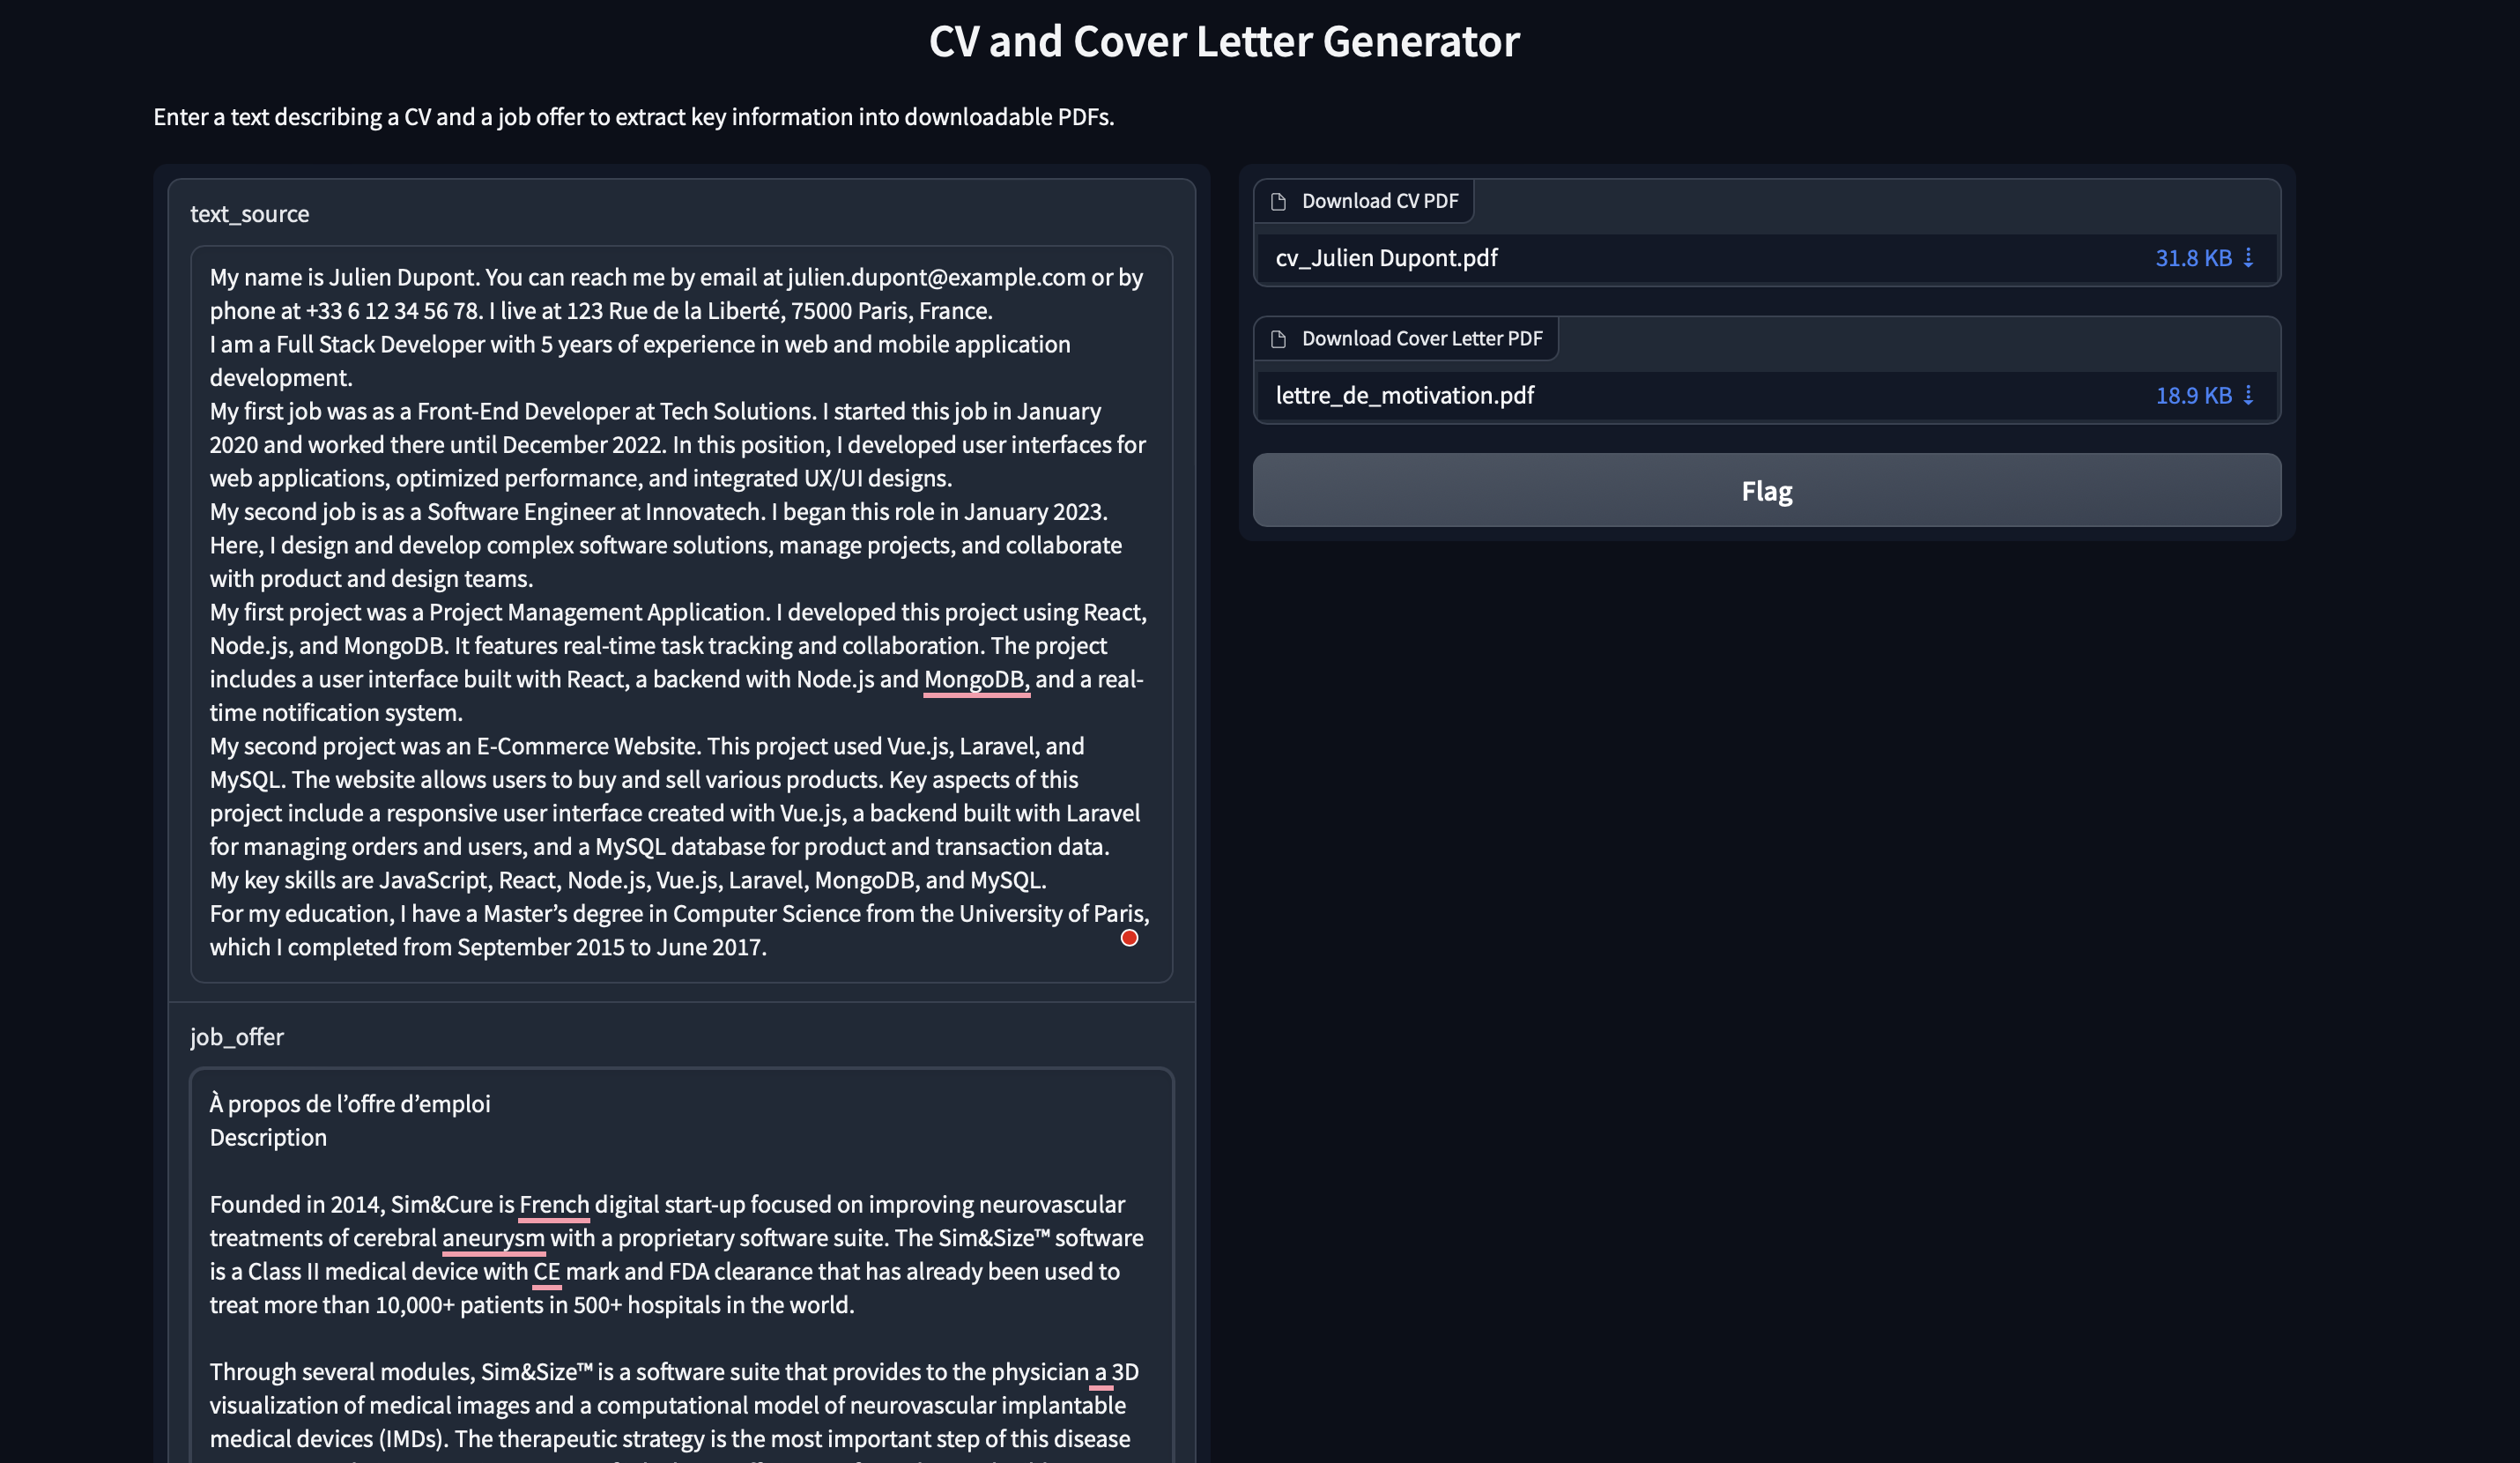 CV and Cover Letter Generator
Enter a text describing a CV and a job offer to extract key information into downloadable PDFs.
text_source
My name is Julien Dupont. You can reach me by email at julien.dupont@example.com or by
phone at +33 6 12 34 56 78. I live at 123 Rue de la Liberté, 75000 Paris, France.
I am a Full Stack Developer with 5 years of experience in web and mobile application
development.
My first job was as a Front-End Developer at Tech Solutions. I started this job in January
2020 and worked there until December 2022. In this position, I developed user interfaces for
web applications, optimized performance, and integrated UX/UI designs.
My second job is as a Software Engineer at Innovatech. I began this role in January 2023.
Here, I design and develop complex software solutions, manage projects, and collaborate
with product and design teams.
My first project was a Project Management Application. I developed this project using React,
Node.js, and MongoDB. It features real-time task tracking and collaboration. The project
includes a user interface built with React, a backend with Node.js and MongoDB, and a real-
time notification system.
My second project was an E-Commerce Website. This project used Vue.js, Laravel, and
MySQL. The website allows users to buy and sell various products. Key aspects of this
project include a responsive user interface created with Vue.js, a backend built with Laravel
for managing orders and users, and a MySQL database for product and transaction data.
My key skills are JavaScript, React, Node.js, Vue.js, Laravel, MongoDB, and MySQL.
For my education, I have a Master’s degree in Computer Science from the University of Paris,
which I completed from September 2015 to June 2017.
job_offer
À propos de l’offre d’emploi
Description
Founded in 2014, Sim&Cure is French digital start-up focused on improving neurovascular
treatments of cerebral aneurysm with a proprietary software suite. The Sim&Size™ software
is a Class II medical device with CE mark and FDA clearance that has already been used to
treat more than 10,000+ patients in 500+ hospitals in the world.
Through several modules, Sim&Size™ is a software suite that provides to the physician a 3D
visualization of medical images and a computational model of neurovascular implantable
medical devices (IMDs). The therapeutic strategy is the most important step of this disease
Download CV PDF
cv_Julien Dupont.pdf
31.8 KB ⇣
Download Cover Letter PDF
lettre_de_motivation.pdf
18.9 KB ⇣
Flag